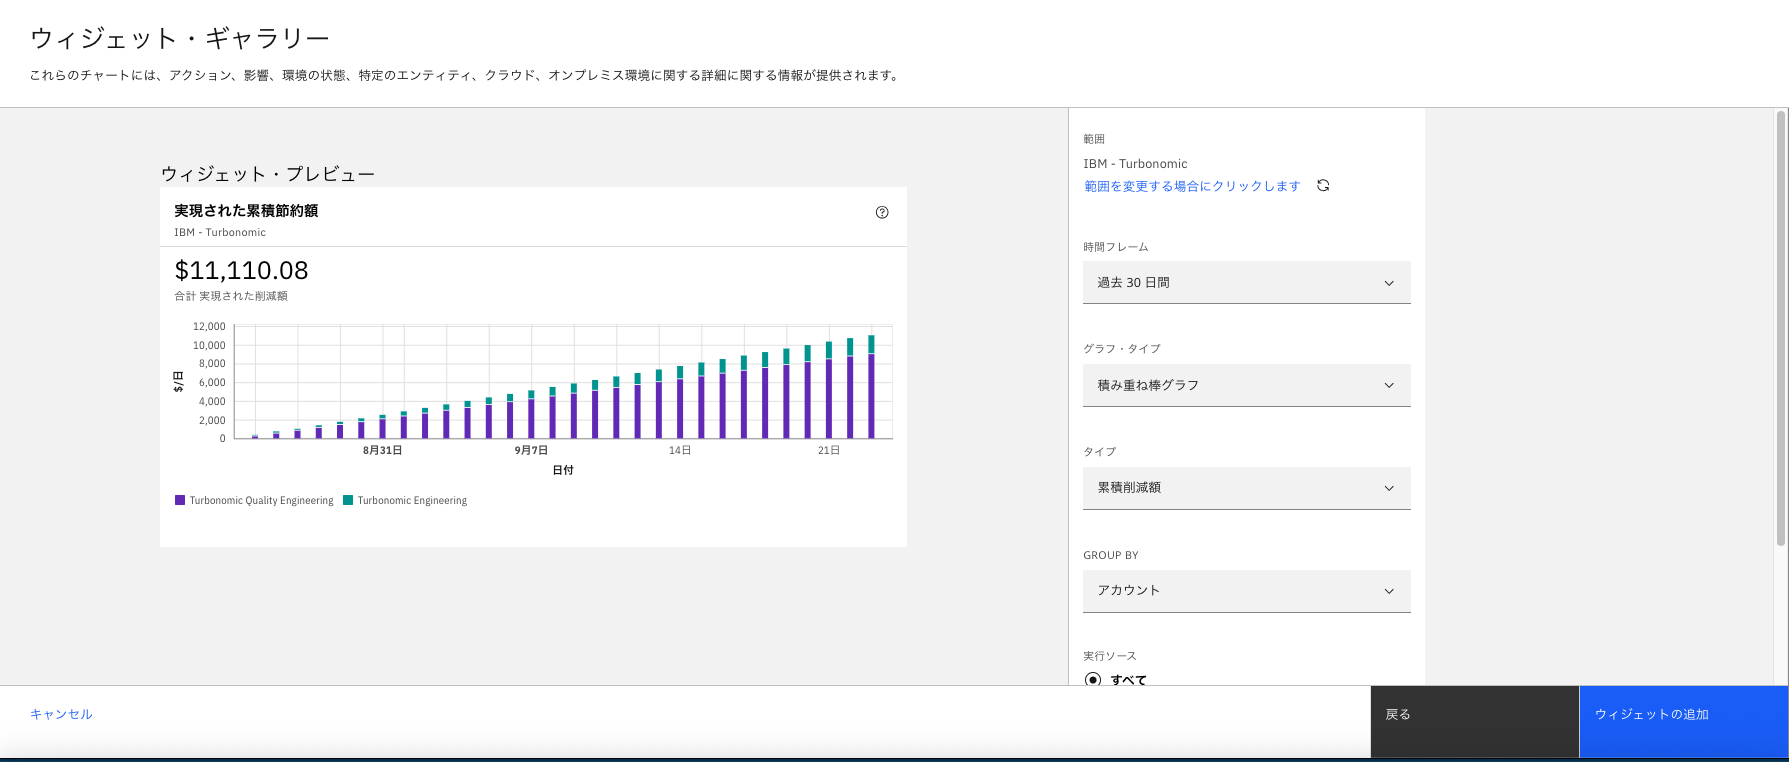 ウィジェット・ギャラリー
これらのチャートには、アクション、影響、環境の状態、特定のエンティティ、クラウド、オンプレミス環境に関する詳細に関する情報が提供されます。
ウィジェット・プレビュー
実現された累積節約額
IBM - Turbonomic
$11,110.08
合計 実現された削減額
12,000
10,000
8,000
6,000
4,000
2,000
0
$/日
8月31日
9月7日
14日
21日
日付
Turbonomic Quality Engineering
Turbonomic Engineering
範囲
IBM - Turbonomic
範囲を変更する場合にクリックします
時間フレーム
過去 30 日間
グラフ・タイプ
積み重ね棒グラフ
タイプ
累積削減額
GROUP BY
アカウント
実行ソース
すべて
キャンセル
戻る
ウィジェットの追加